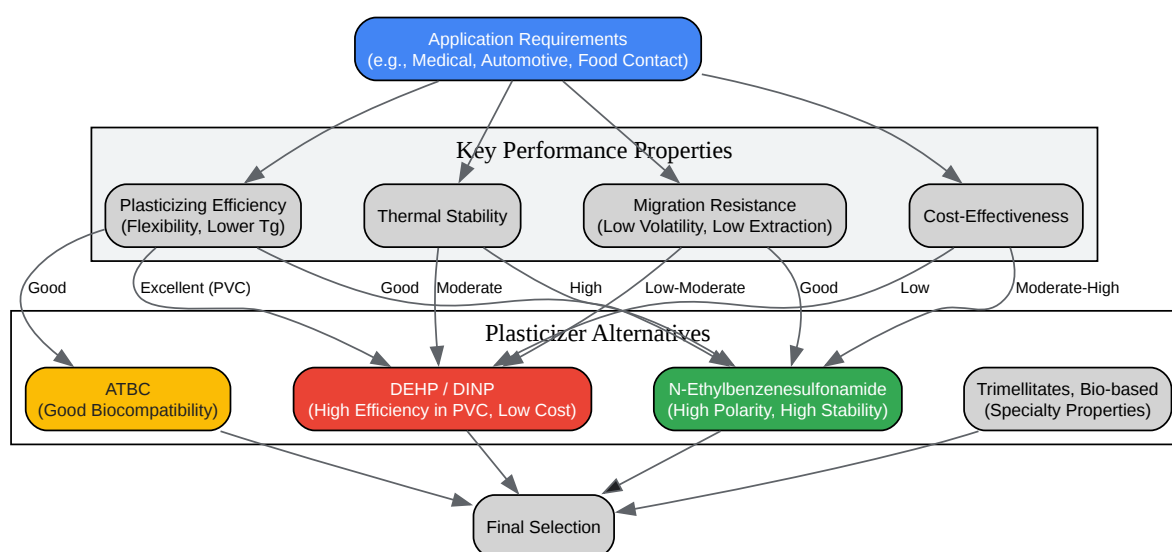 Application Requirements
(e.g., Medical, Automotive, Food Contact)
Key Performance Properties
Plasticizing Efficiency
(Flexibility, Lower Tg)
Thermal Stability
Migration Resistance
(Low Volatility, Low Extraction)
Cost-Effectiveness
Good
Excellent (PVC)
Good
Moderate
High
Low-Moderate
Good
Low
Moderate-High
Plasticizer Alternatives
ATBC
(Good Biocompatibility)
DEHP / DINP
(High Efficiency in PVC, Low Cost)
N-Ethylbenzenesulfonamide
(High Polarity, High Stability)
Trimellitates, Bio-based
(Specialty Properties)
Final Selection